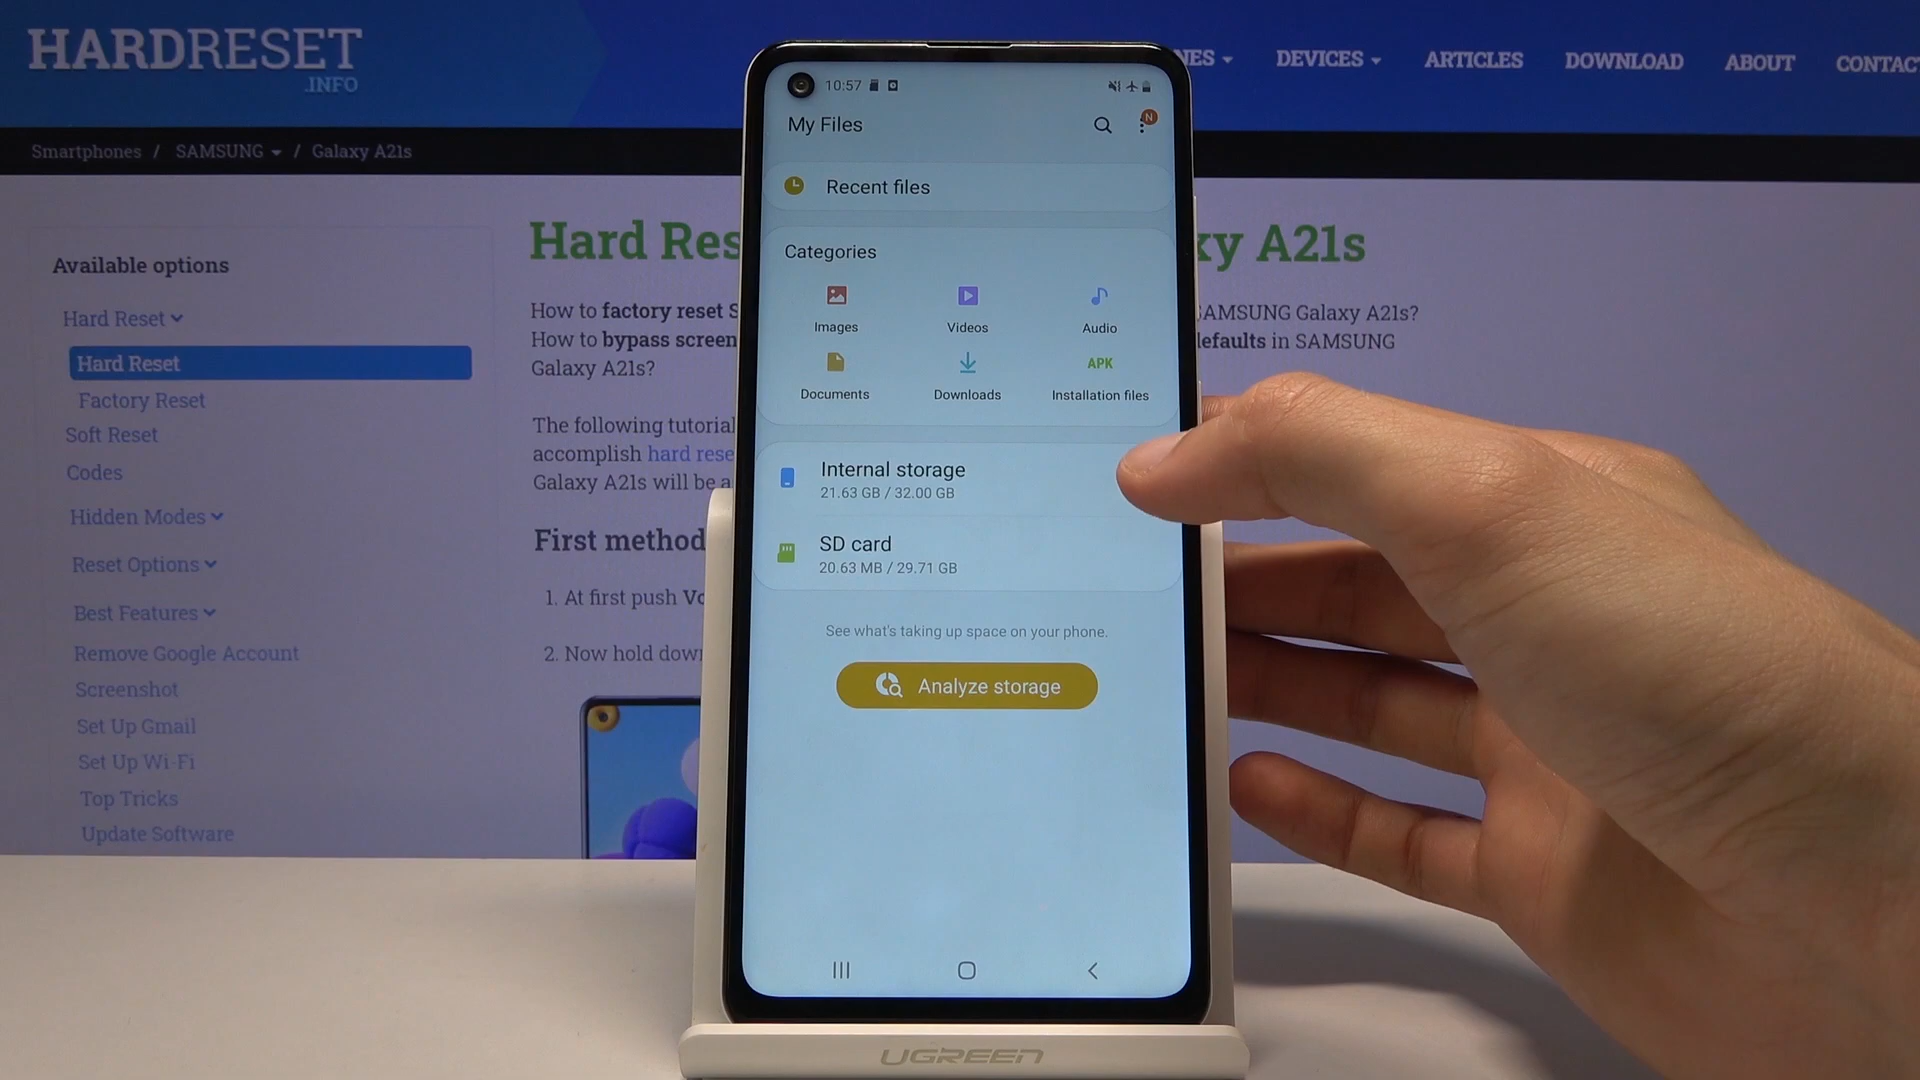 HARDRESET
.INFO
NES
DEVICES
ARTICLES
DOWNLOAD
ABOUT
CONTAC
Smartphones / SAMSUNG / Galaxy A21s
Available options
Hard Reset
Hard Reset
Factory Reset
Soft Reset
Codes
Hidden Modes
Reset Options
Best Features
Remove Google Account
Screenshot
Set Up Gmail
Set Up Wi-Fi
Top Tricks
Update Software
Hard Res
xy A21s
How to factory reset S
SAMSUNG Galaxy A21s?
How to bypass screen
defaults in SAMSUNG
Galaxy A21s?
The following tutorial
accomplish hard rese
Galaxy A21s will be a
First method
1. At first push Vo
2. Now hold down
10:57
My Files
N
Recent files
Categories
Images
Videos
Audio
APK
Documents
Downloads
Installation files
Internal storage
21.63 GB / 32.00 GB
SD card
20.63 MB / 29.71 GB
See what's taking up space on your phone.
Analyze storage
UGREEN